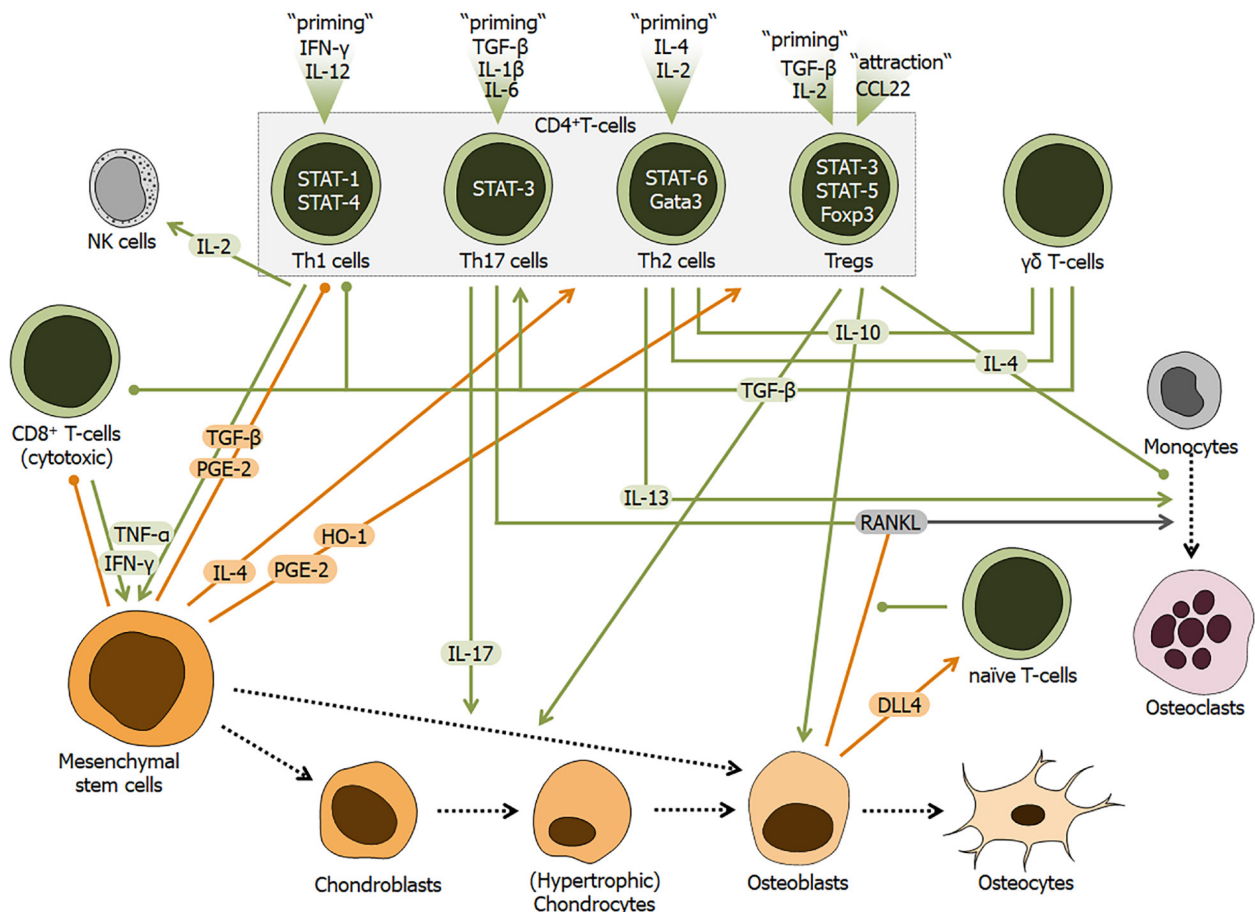 “priming”
IFN-γ
IL-12
“priming”
TGF-β
IL-1β
IL-6
“priming”
IL-4
IL-2
“priming”
TGF-β
IL-2
“attraction”
CCL22
CD4⁺T-cells
STAT-1
STAT-4
STAT-3
STAT-6
Gata3
STAT-3
STAT-5
Foxp3
NK cells
IL-2
Th1 cells
Th17 cells
Th2 cells
Tregs
γδ T-cells
IL-10
IL-4
TGF-β
CD8⁺ T-cells
(cytotoxic)
Monocytes
TGF-β
PGE-2
IL-13
RANKL
TNF-α
IFN-γ
HO-1
PGE-2
IL-4
IL-17
naïve T-cells
DLL4
Osteoclasts
Mesenchymal
stem cells
Chondroblasts
(Hypertrophic)
Chondrocytes
Osteoblasts
Osteocytes